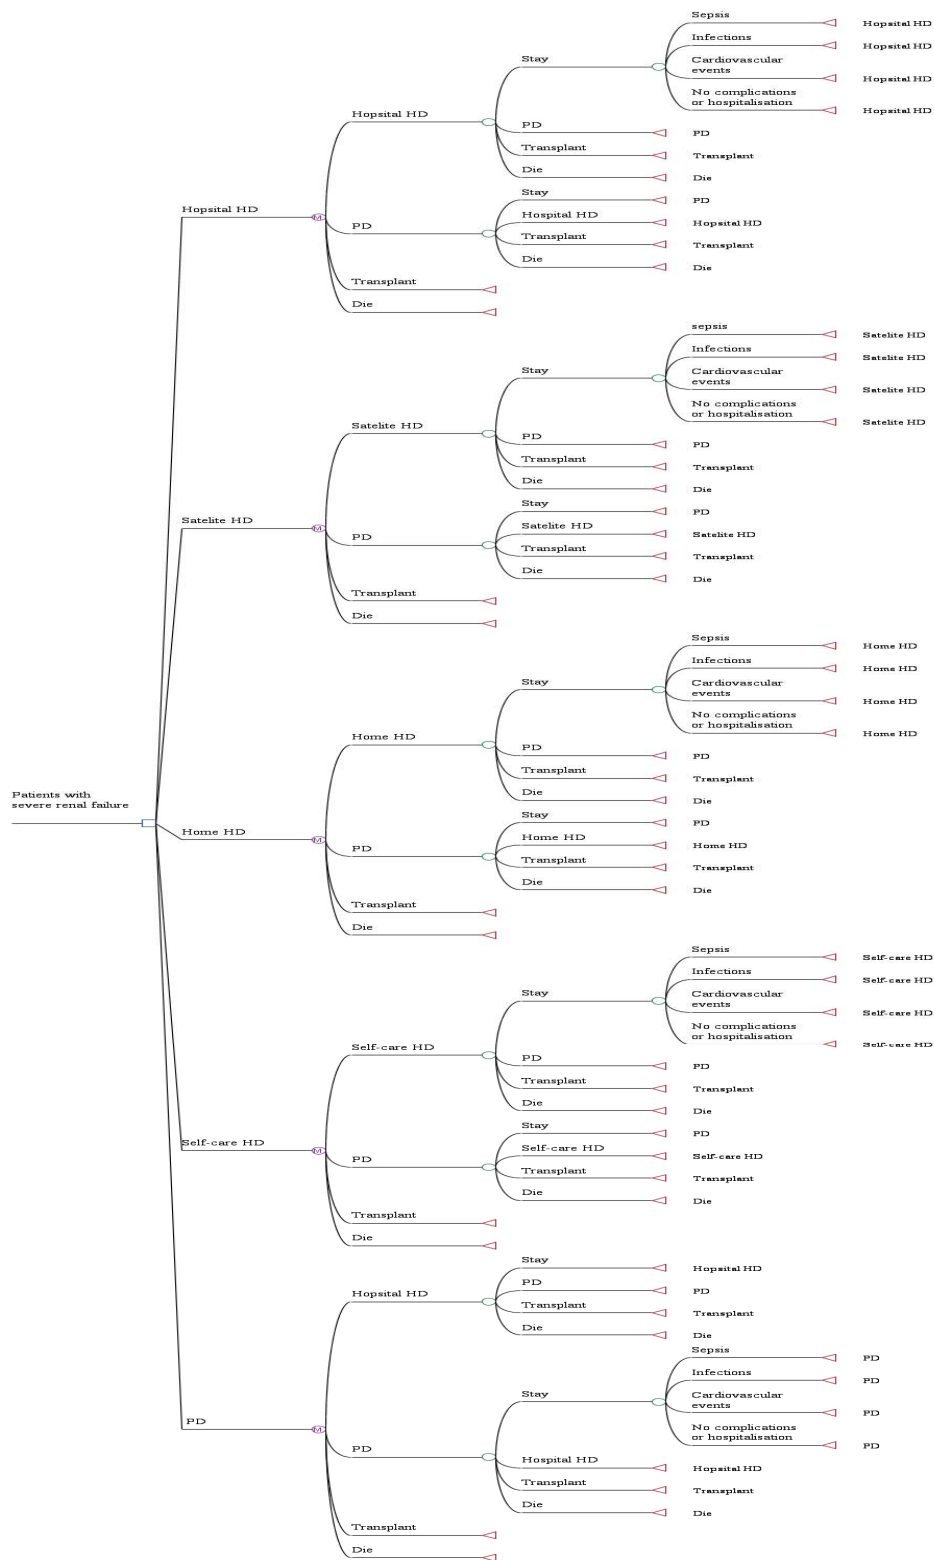 Sepsis
Hopsital HD
Infections
Hopsital HD
Cardiovascular
events
Hopsital HD
Stay
No complications
or hospitalisation
Hopsital HD
Hopsital HD
PD
PD
Transplant
Transplant
Die
Die
Hopsital HD
Stay
PD
PD
Hospital HD
Hopsital HD
Transplant
Transplant
Die
Die
Transplant
Die
sepsis
Satelite HD
Infections
Satelite HD
Cardiovascular
events
Satelite HD
Stay
No complications
or hospitalisation
Satelite HD
Satelite HD
PD
PD
Transplant
Transplant
Die
Die
Satelite HD
Stay
PD
PD
Satelite HD
Satelite HD
Transplant
Transplant
Die
Die
Transplant
Die
Sepsis
Home HD
Infections
Home HD
Cardiovascular
events
Home HD
Stay
No complications
or hospitalisation
Home HD
Home HD
PD
PD
Transplant
Transplant
Die
Die
Patients with
severe renal failure
Home HD
Stay
PD
PD
Home HD
Home HD
Transplant
Transplant
Die
Die
Transplant
Die
Sepsis
Self-care HD
Infections
Self-care HD
Cardiovascular
events
Self-care HD
Stay
No complications
or hospitalisation
Self-care HD
Self-care HD
PD
PD
Transplant
Transplant
Die
Die
Self-care HD
Stay
PD
PD
Self-care HD
Self-care HD
Transplant
Transplant
Die
Die
Transplant
Die
Hopsital HD
Stay
Hopsital HD
PD
PD
Transplant
Transplant
Die
Die
PD
Sepsis
PD
Infections
PD
Cardiovascular
events
PD
Stay
No complications
or hospitalisation
PD
PD
Hospital HD
Hopsital HD
Transplant
Transplant
Die
Die
Transplant
Die